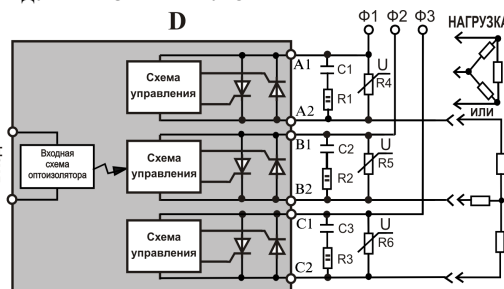 D
Ф1 Ф2 Ф3
НАГРУЗКА
A1
Схема управления
C1
U
R4
R1
A2
ИЛИ
B1
Входная схема оптоизолятора
Схема управления
C2
U
R5
R2
B2
C1
Схема управления
C3
U
R6
R3
C2